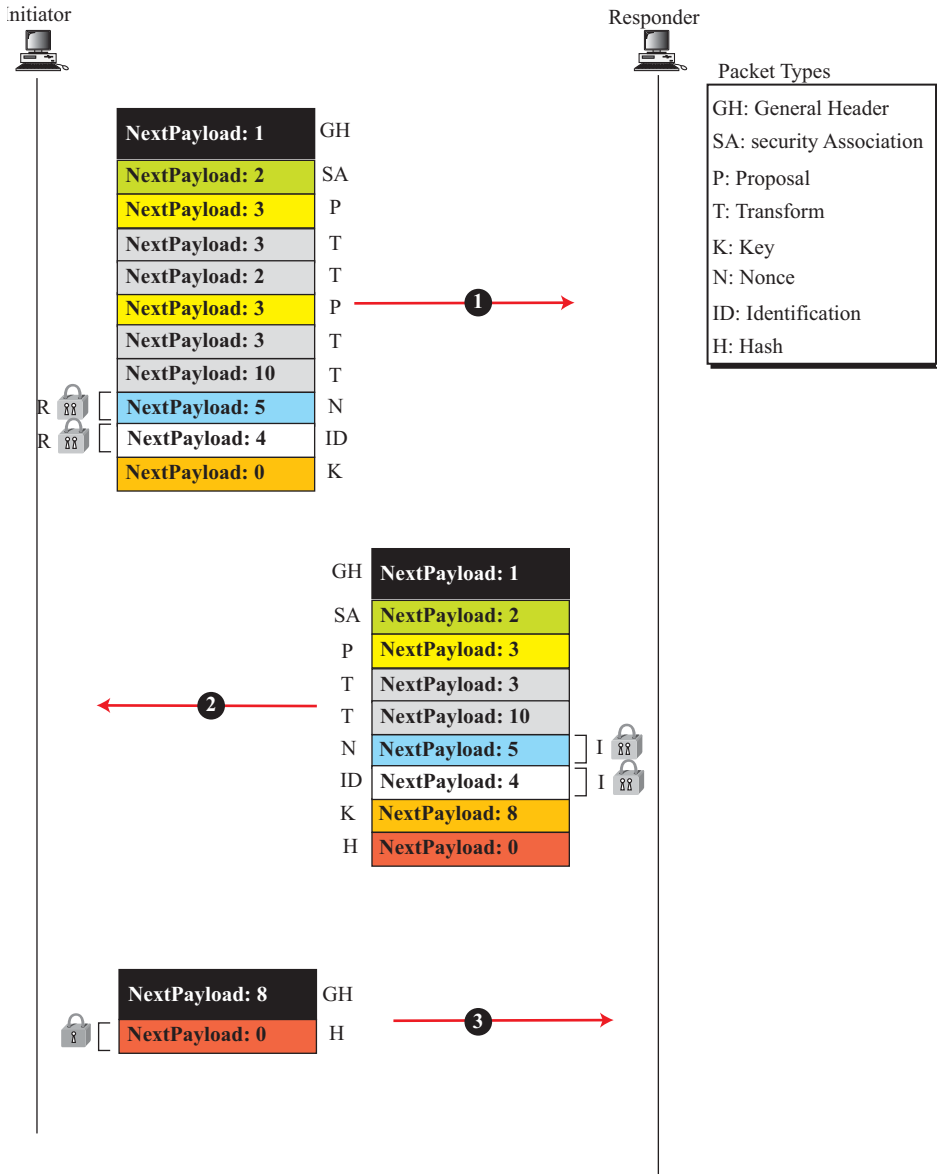 Initiator
Responder
Packet Types
GH: General Header
SA: security Association
P: Proposal
T: Transform
K: Key
N: Nonce
ID: Identification
H: Hash
NextPayload: 1 GH
NextPayload: 2 SA
NextPayload: 3 P
NextPayload: 3 T
NextPayload: 2 T
NextPayload: 3 P 1
NextPayload: 3 T
NextPayload: 10 T
R NextPayload: 5 N
R NextPayload: 4 ID
NextPayload: 0 K
GH NextPayload: 1
SA NextPayload: 2
P NextPayload: 3
T NextPayload: 3
2 T NextPayload: 10
N NextPayload: 5 I
ID NextPayload: 4 I
K NextPayload: 8
H NextPayload: 0
NextPayload: 8 GH
NextPayload: 0 H 3